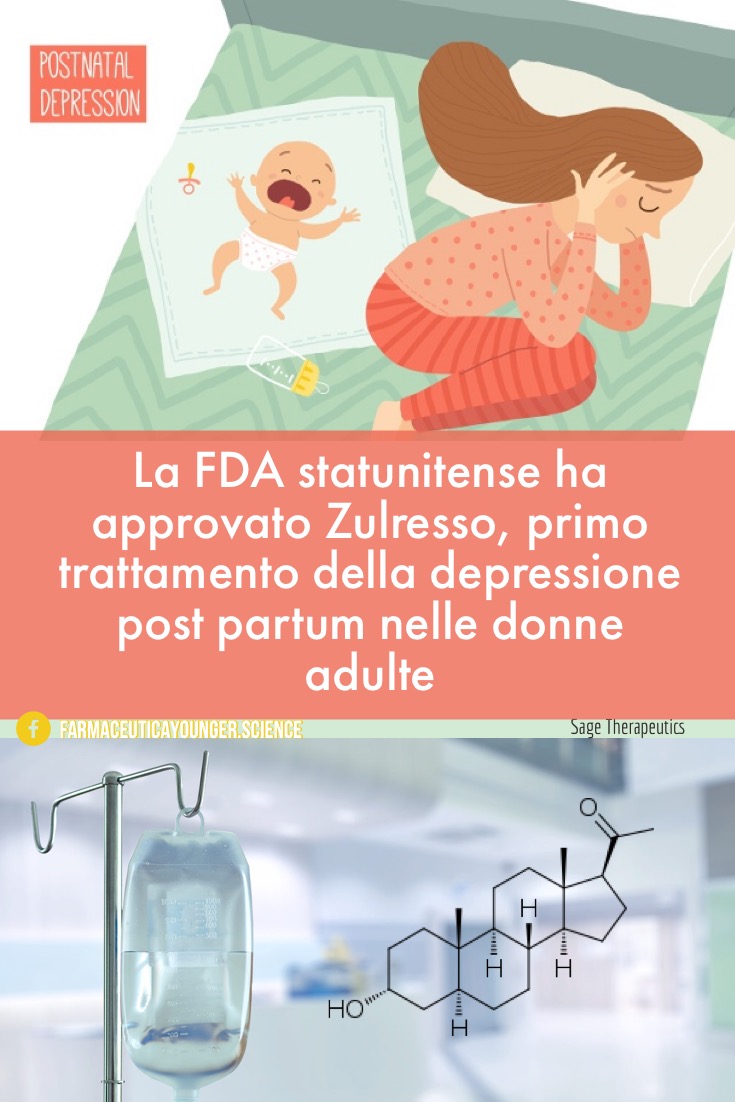 POSTNATAL
DEPRESSION
La FDA statunitense ha
approvato Zulresso, primo
trattamento della depressione
post partum nelle donne
adulte
f FARMACEUTICAYOUNGER.SCIENCE
Sage Therapeutics
O
H
H
H
HO
H